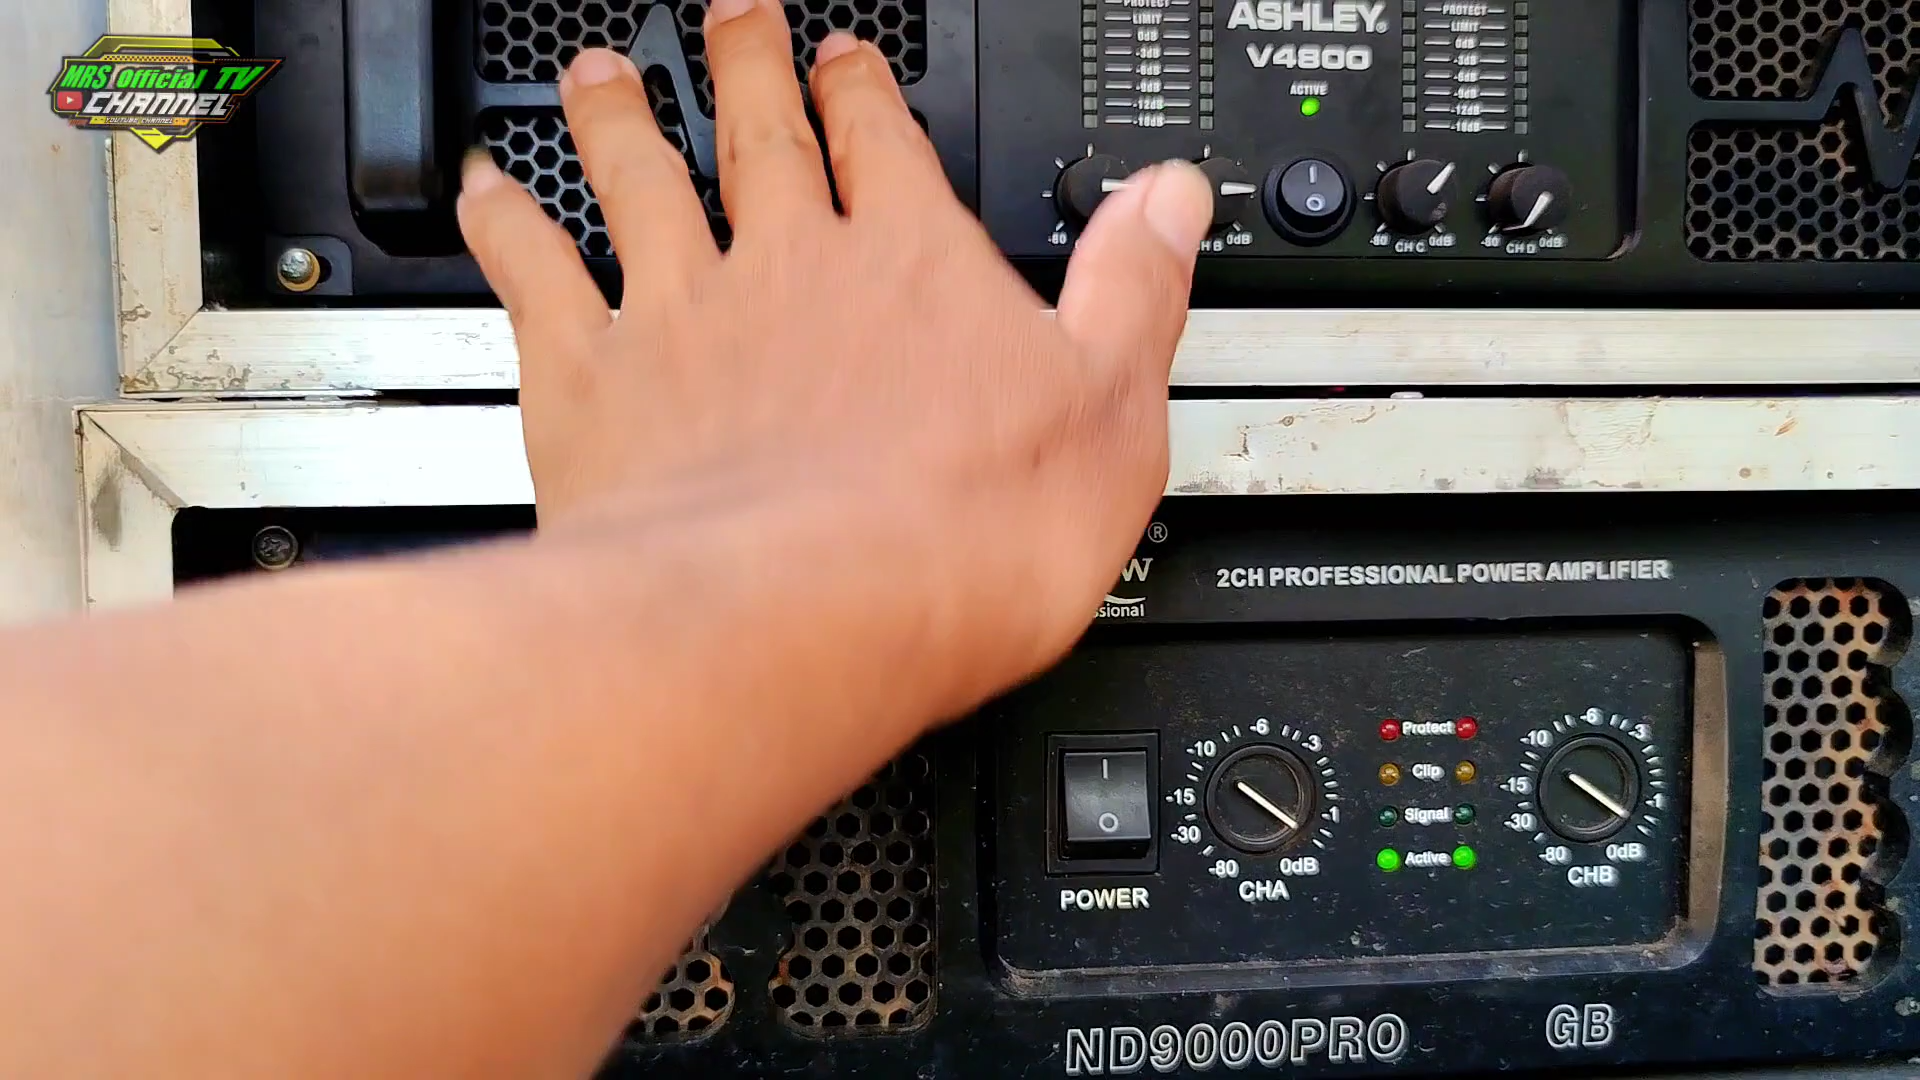 MRS Official TV
CHANNEL
YOUTUBE CHANNEL
PROTECT
LIMIT
0dB
-3dB
-6dB
-9dB
-12dB
-18dB
ASHLEY®
V4800
ACTIVE
PROTECT
LIMIT
0dB
-3dB
-6dB
-9dB
-12dB
-18dB
-80
H B 0dB
-80 CH C 0dB
-80 CH D 0dB
®
w
ssional
2CH PROFESSIONAL POWER AMPLIFIER
POWER
-80 -30 -15 -10 -6 -3 -1 0dB
CHA
Protect
Clip
Signal
Active
-80 -30 -15 -10 -6 -3 -1 0dB
CHB
ND9000PRO GB